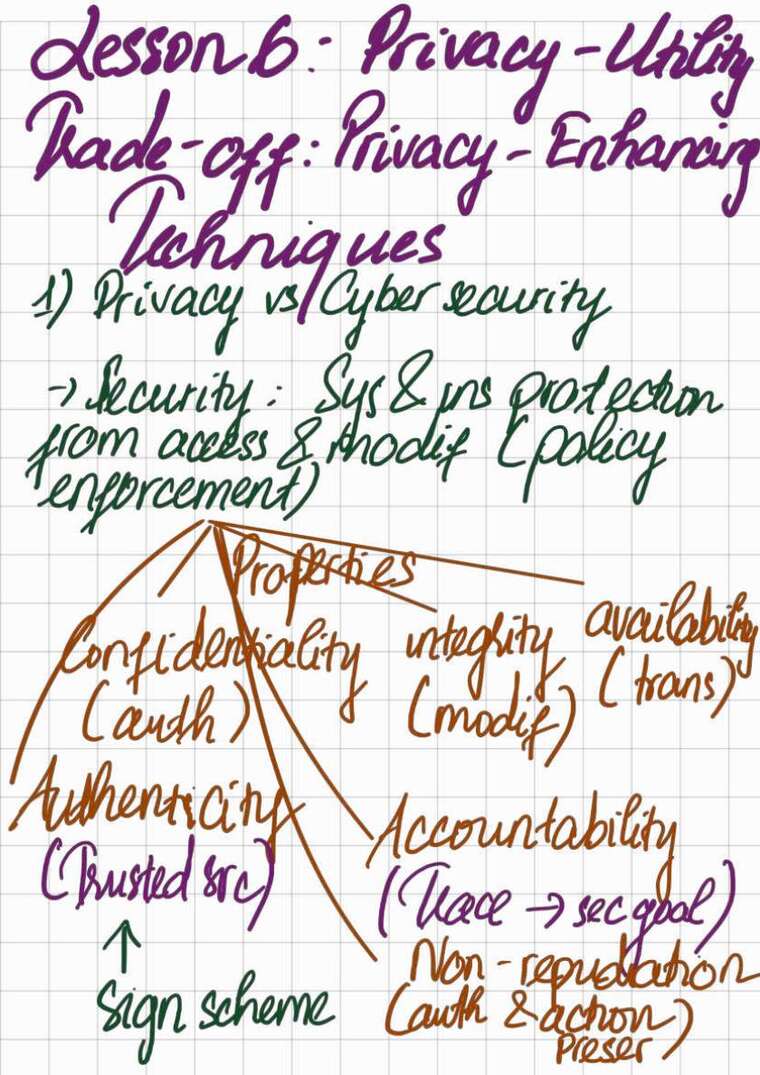 Lesson 6: Privacy-Utility
Trade-off: Privacy-Enhancing
Techniques
1) Privacy vs Cybersecurity
→ Security: Sys & ins protection
from access & modif (policy
enforcement)
Properties
Confidentiality
(auth)
integrity
(modif)
availability
(trans)
Authenticity
(Trusted src)
↑
Sign scheme
Accountability
(Trace → sec goal)
Non-repudiation
(auth & action
preser)